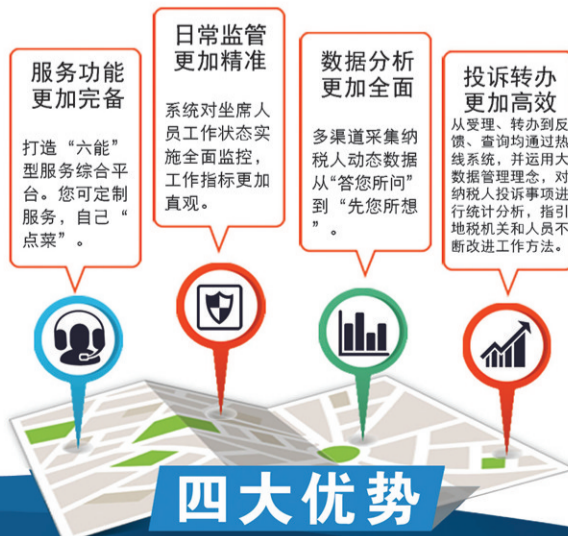 服务功能
更加完备
打造“六能”
型服务综合平
台。您可定制
服务，自己“
点菜”。
日常监管
更加精准
系统对坐席人
员工作状态实
施全面监控，
工作指标更加
直观。
数据分析
更加全面
多渠道采集纳
税人动态数据
从“答您所问”
到“先您所想
”。
投诉转办
更加高效
从受理、转办到反
馈、查询均通过热
线系统，并运用大
数据管理理念，对
纳税人投诉事项进
行统计分析，指引
地税机关和人员不
断改进工作方法。
四大优势